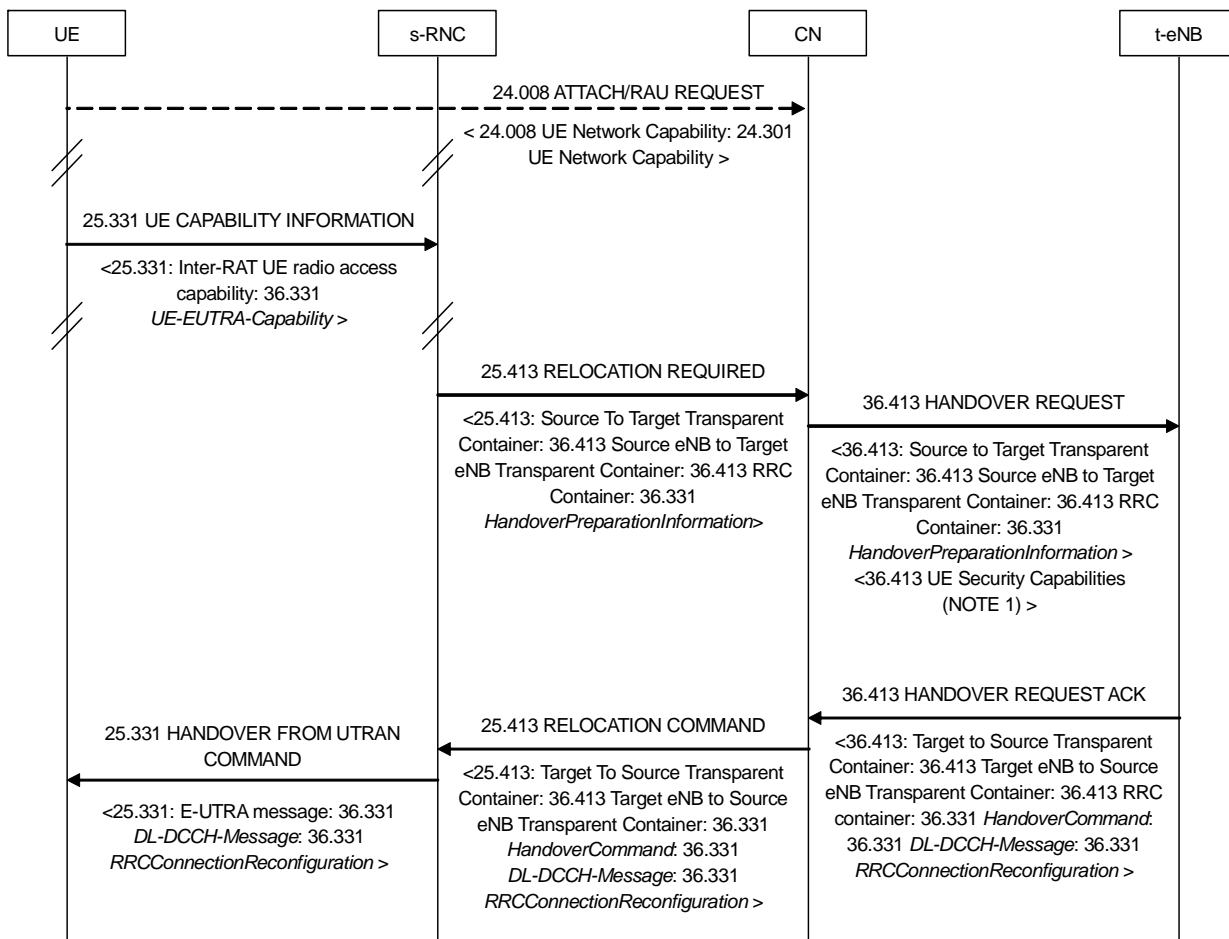 UE
s-RNC
CN
t-eNB
24.008 ATTACH/RAU REQUEST
< 24.008 UE Network Capability: 24.301
UE Network Capability >
25.331 UE CAPABILITY INFORMATION
<25.331: Inter-RAT UE radio access
capability: 36.331
UE-EUTRA-Capability >
25.413 RELOCATION REQUIRED
<25.413: Source To Target Transparent
Container: 36.413 Source eNB to Target
eNB Transparent Container: 36.413 RRC
Container: 36.331
HandoverPreparationInformation>
36.413 HANDOVER REQUEST
<36.413: Source to Target Transparent
Container: 36.413 Source eNB to Target
eNB Transparent Container: 36.413 RRC
Container: 36.331
HandoverPreparationInformation >
<36.413 UE Security Capabilities
(NOTE 1) >
36.413 HANDOVER REQUEST ACK
<36.413: Target to Source Transparent
Container: 36.413 Target eNB to Source
eNB Transparent Container: 36.413 RRC
container: 36.331 HandoverCommand:
36.331 DL-DCCH-Message: 36.331
RRCConnectionReconfiguration >
25.413 RELOCATION COMMAND
<25.413: Target To Source Transparent
Container: 36.413 Target eNB to Source
eNB Transparent Container: 36.331
HandoverCommand: 36.331
DL-DCCH-Message: 36.331
RRCConnectionReconfiguration >
25.331 HANDOVER FROM UTRAN
COMMAND
<25.331: E-UTRA message: 36.331
DL-DCCH-Message: 36.331
RRCConnectionReconfiguration >